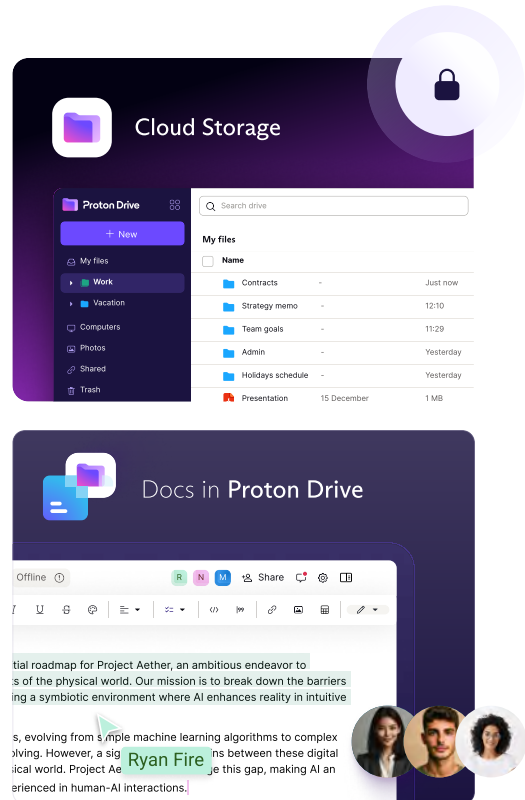 Cloud Storage
Proton Drive
Search drive
+ New
My files
My files
Name
Work
Contracts - Just now
Vacation
Strategy memo - 12:10
Computers
Team goals - 11:29
Photos
Admin - Yesterday
Shared
Holidays schedule - Yesterday
Trash
Presentation 15 December 1 MB
Docs in Proton Drive
Offline
R N M Share
tial roadmap for Project Aether, an ambitious endeavor to
s of the physical world. Our mission is to break down the barriers
ing a symbiotic environment where AI enhances reality in intuitive
s, evolving from simple machine learning algorithms to complex
olving. However, a sig ns between these digital
sical world. Project Ae ge this gap, making AI an
Ryan Fire
erienced in human-AI interactions.